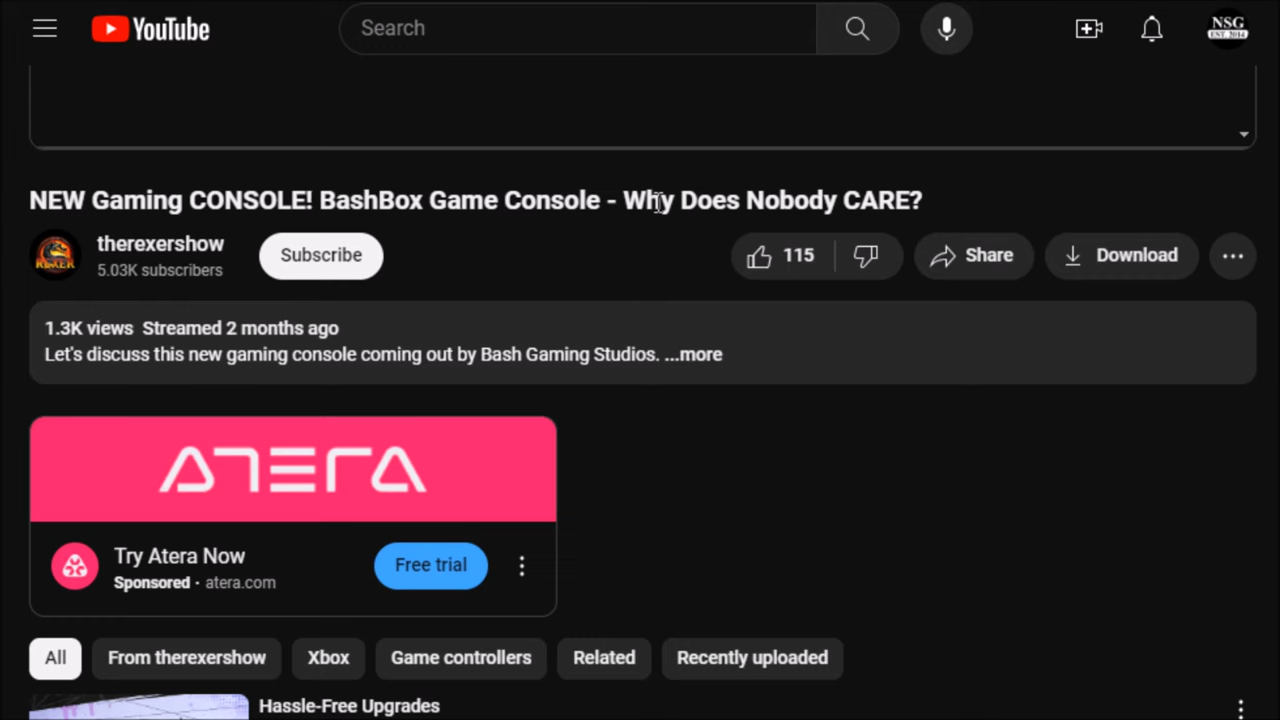 YouTube
Search
NSG
EST. 2014
NEW Gaming CONSOLE! BashBox Game Console - Why Does Nobody CARE?
therexershow
5.03K subscribers
Subscribe
115
Share
Download
1.3K views Streamed 2 months ago
Let's discuss this new gaming console coming out by Bash Gaming Studios. ...more
ATERA
Try Atera Now
Sponsored · atera.com
Free trial
All
From therexershow
Xbox
Game controllers
Related
Recently uploaded
Hassle-Free Upgrades